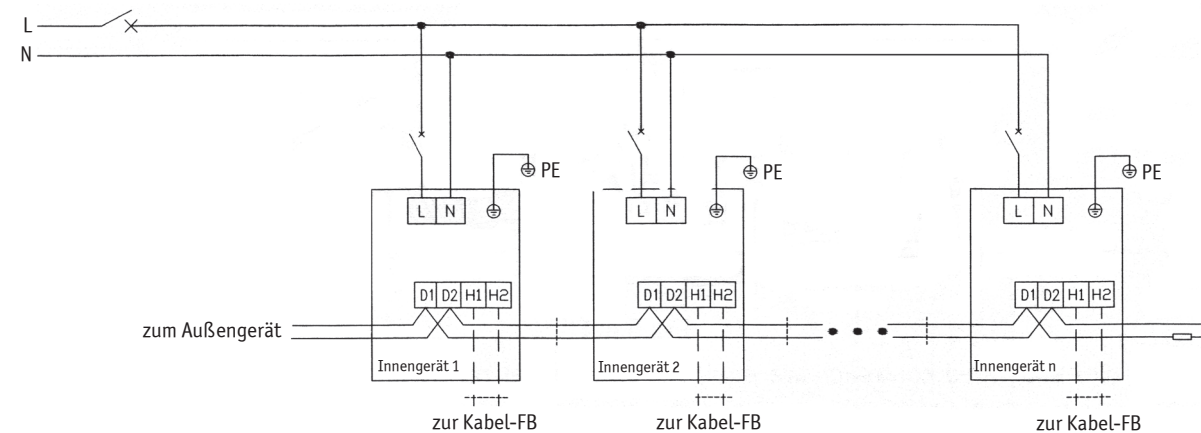 L
N
PE
PE
PE
L N
L N
L N
D1 D2 H1 H2
D1 D2 H1 H2
D1 D2 H1 H2
zum Außengerät
Innengerät 1
Innengerät 2
Innengerät n
zur Kabel-FB
zur Kabel-FB
zur Kabel-FB